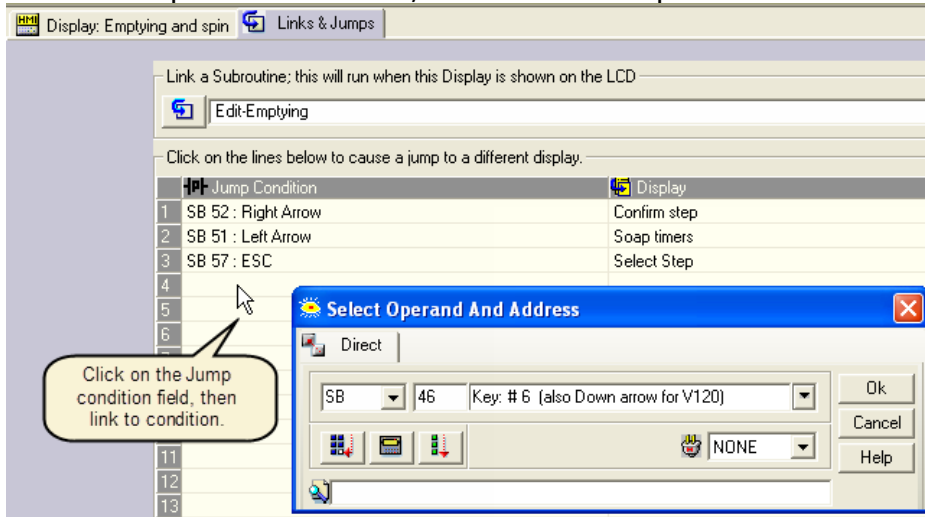 HMI Display: Emptying and spin Links & Jumps
Link a Subroutine; this will run when this Display is shown on the LCD
Edit-Emptying
Click on the lines below to cause a jump to a different display.
Jump Condition Display
1 SB 52 : Right Arrow Confirm step
2 SB 51 : Left Arrow Soap timers
3 SB 57 : ESC Select Step
4
5
6
Select Operand And Address
Direct
SB 46 Key: # 6 (also Down arrow for V120)
Ok
Cancel
NONE
Help
Click on the Jump
condition field, then
link to condition.
11
12
13